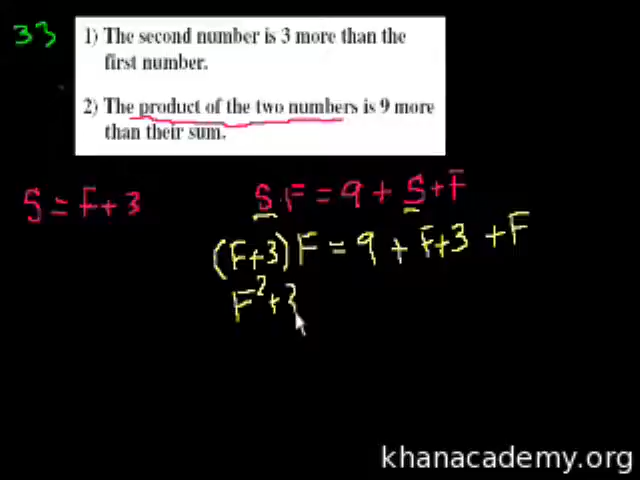 33
1) The second number is 3 more than the
first number.
2) The product of the two numbers is 9 more
than their sum.
S = F + 3
S · F = 9 + S + F
(F + 3) F = 9 + F + 3 + F
F² + 3
khanacademy.org